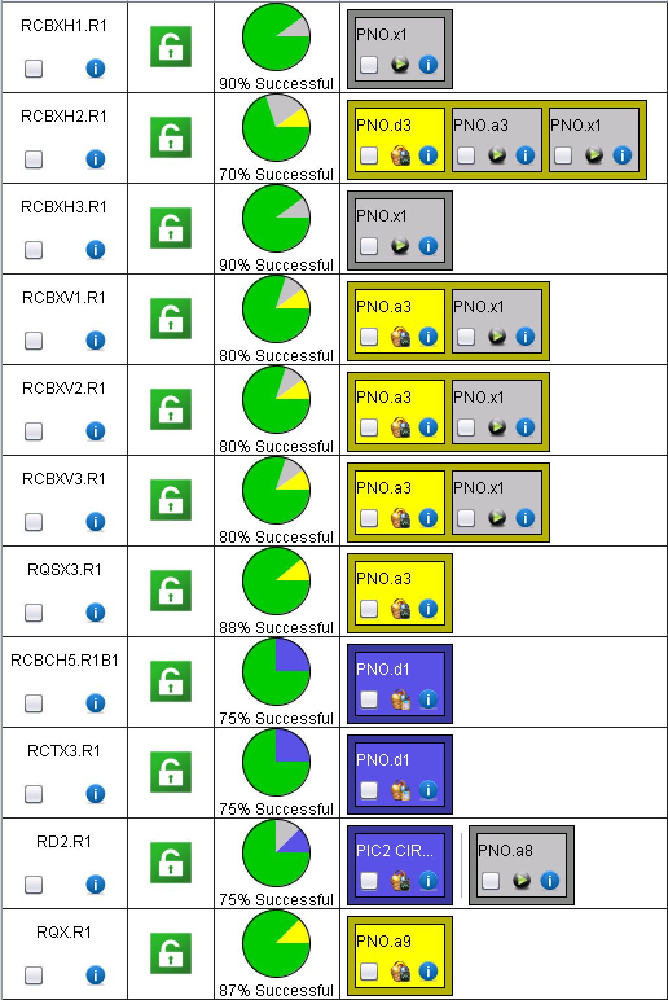 RCBXH1.R1
90% Successful
PNO.x1
RCBXH2.R1
70% Successful
PNO.d3 PNO.a3 PNO.x1
RCBXH3.R1
90% Successful
PNO.x1
RCBXV1.R1
80% Successful
PNO.a3 PNO.x1
RCBXV2.R1
80% Successful
PNO.a3 PNO.x1
RCBXV3.R1
80% Successful
PNO.a3 PNO.x1
RQSX3.R1
88% Successful
PNO.a3
RCBCH5.R1B1
75% Successful
PNO.d1
RCTX3.R1
75% Successful
PNO.d1
RD2.R1
75% Successful
PIC2 CIR... PNO.a8
RQX.R1
87% Successful
PNO.a9